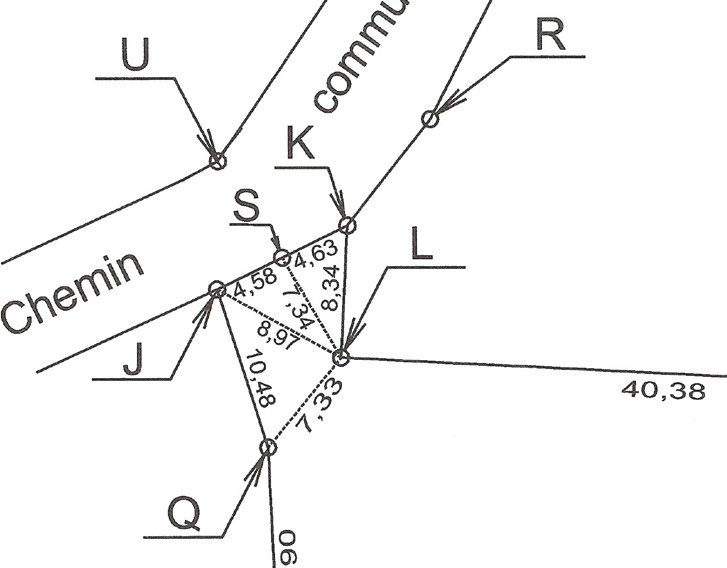 commu
U
R
K
S
L
Chemin
4,63
4,58
7,34
8,34
8,97
J
10,48
40,38
7,33
Q
90